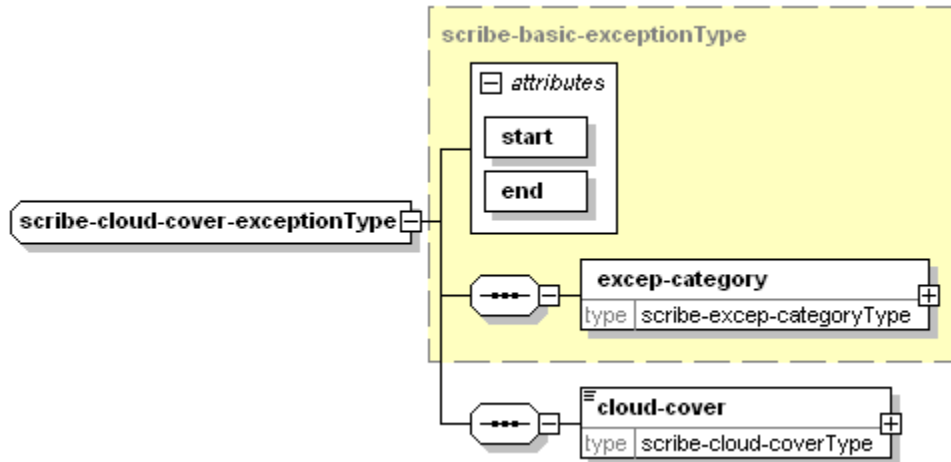 scribe-basic-exceptionType
attributes
start
end
scribe-cloud-cover-exceptionType
excep-category
type scribe-excep-categoryType
cloud-cover
type scribe-cloud-coverType